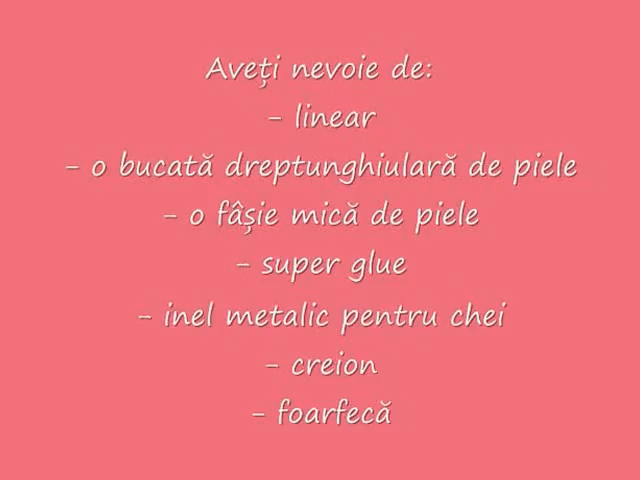 Aveți nevoie de:
- linear
- o bucată dreptunghiulară de piele
- o fâșie mică de piele
- super glue
- inel metalic pentru chei
- creion
- foarfecă